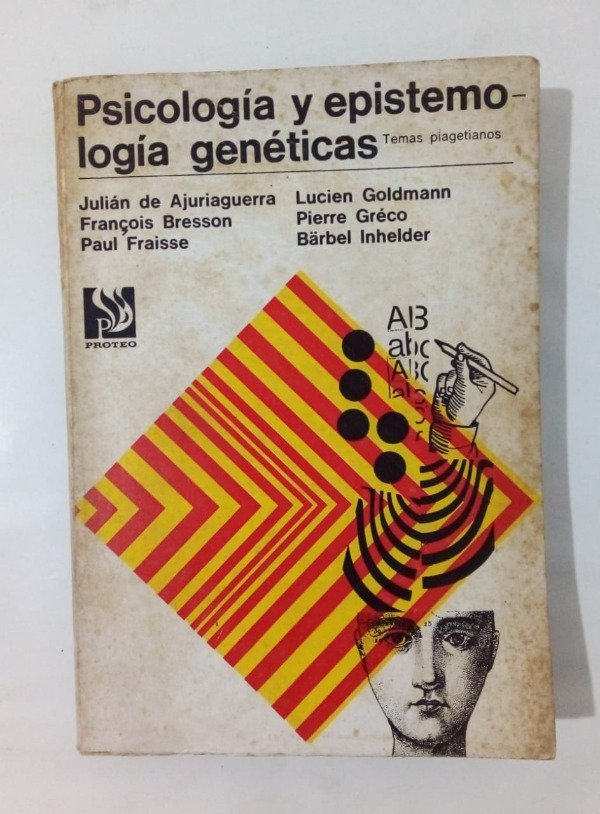 Psicología y epistemo-
logía genéticas
Temas piagetianos
Julián de Ajuriaguerra
François Bresson
Paul Fraisse
Lucien Goldmann
Pierre Gréco
Bärbel Inhelder
P
PROTEO
AB
abc
ABC